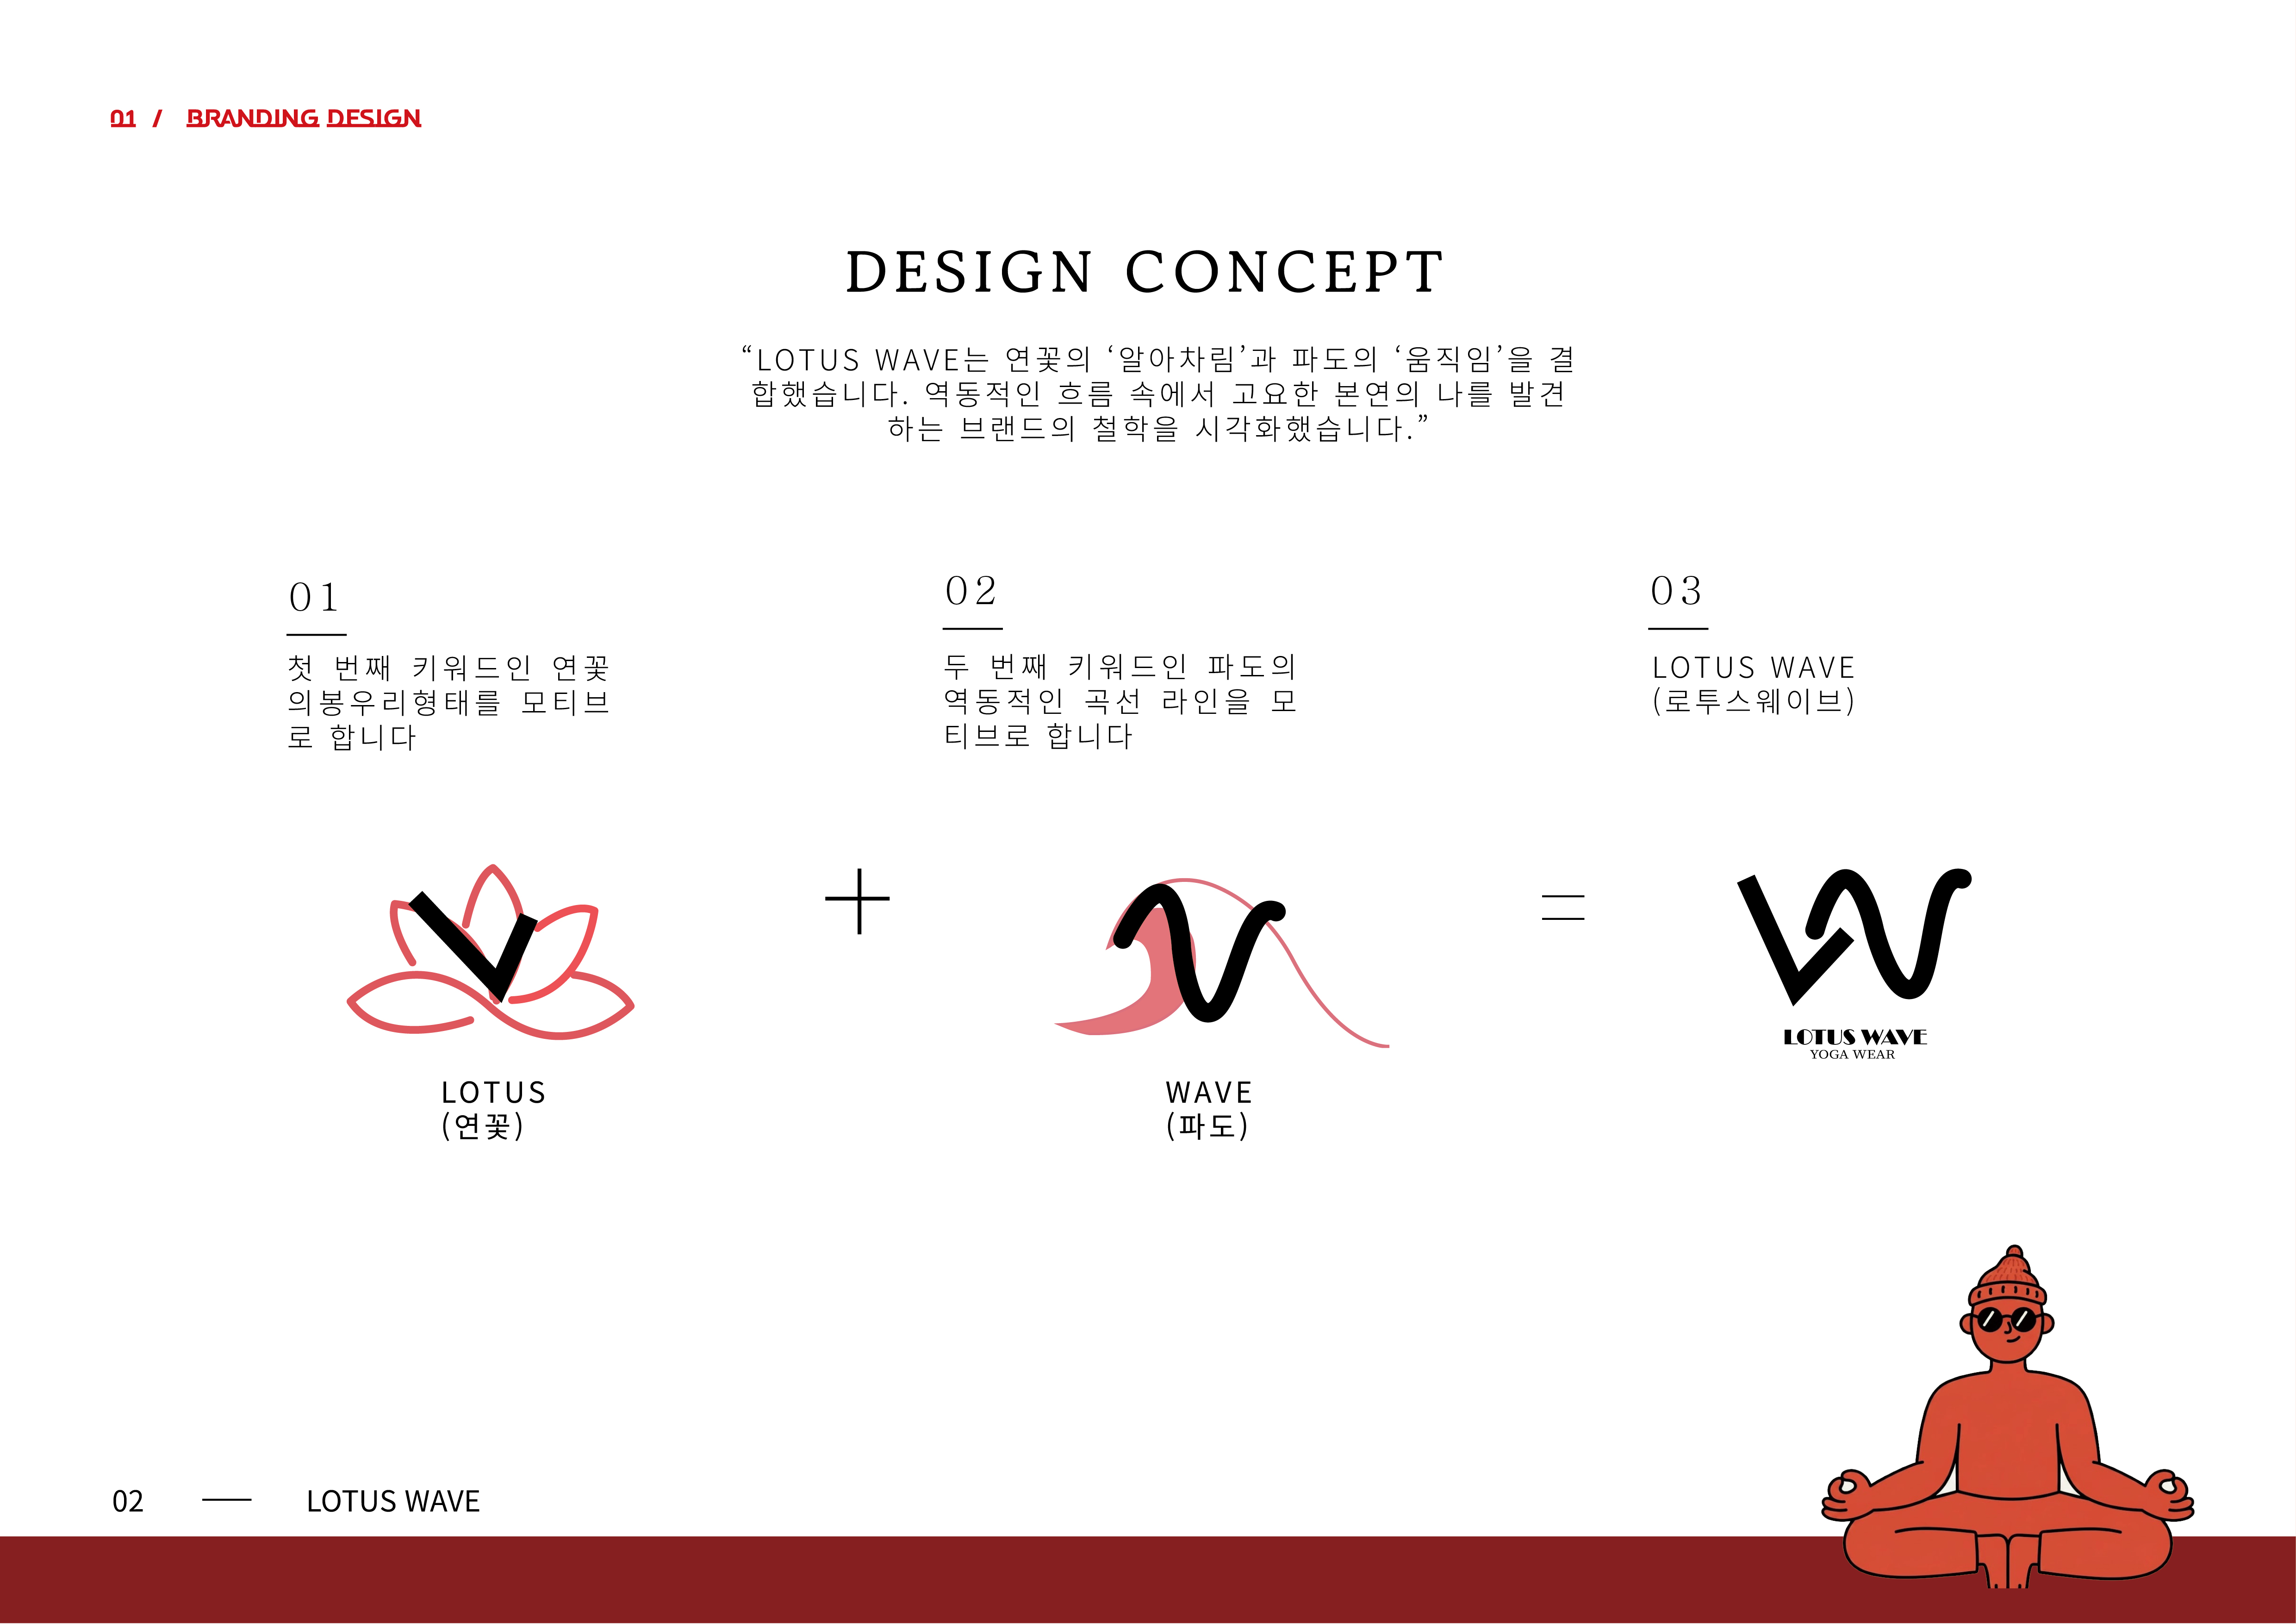 01 / BRANDING DESIGN
DESIGN CONCEPT
“LOTUS WAVE는 연꽃의 ‘알아차림’과 파도의 ‘움직임’을 결
합했습니다. 역동적인 흐름 속에서 고요한 본연의 나를 발견
하는 브랜드의 철학을 시각화했습니다.”
01
첫 번째 키워드인 연꽃
의봉우리형태를 모티브
로 합니다
LOTUS
(연꽃)
+
02
두 번째 키워드인 파도의
역동적인 곡선 라인을 모
티브로 합니다
WAVE
(파도)
=
03
LOTUS WAVE
(로투스웨이브)
LOTUS WAVE
YOGA WEAR
02 — LOTUS WAVE